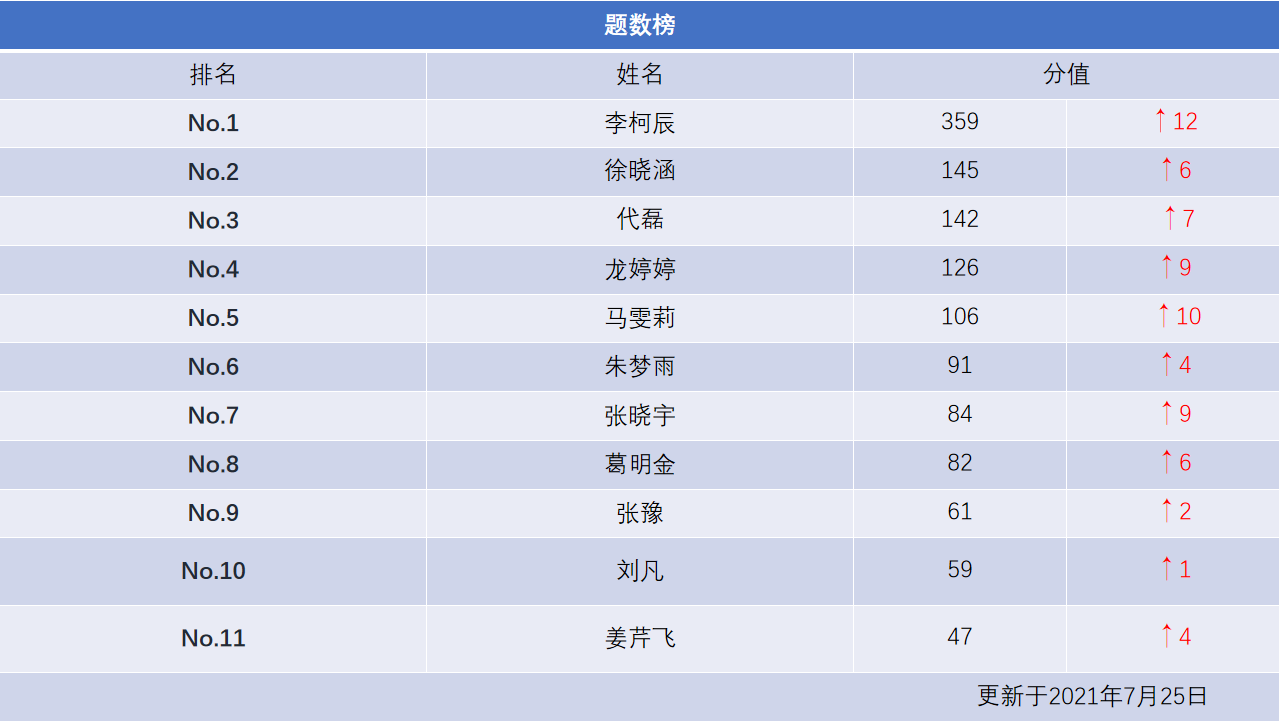 题数榜
排名 姓名 分值
No.1 李柯辰 359 ↑12
No.2 徐晓涵 145 ↑6
No.3 代磊 142 ↑7
No.4 龙婷婷 126 ↑9
No.5 马雯莉 106 ↑10
No.6 朱梦雨 91 ↑4
No.7 张晓宇 84 ↑9
No.8 葛明金 82 ↑6
No.9 张豫 61 ↑2
No.10 刘凡 59 ↑1
No.11 姜芹飞 47 ↑4
更新于2021年7月25日